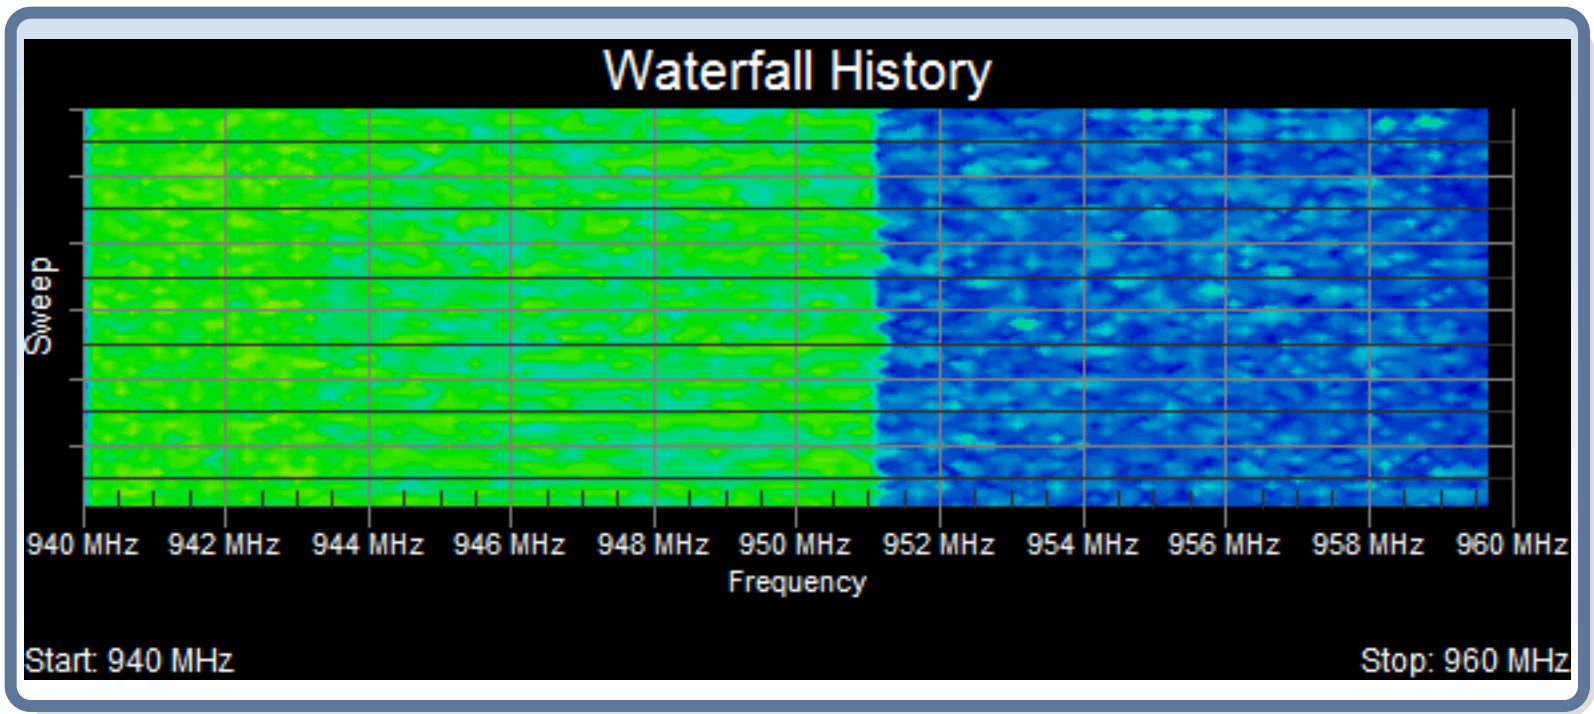 Waterfall History
Sweep
940 MHz 942 MHz 944 MHz 946 MHz 948 MHz 950 MHz 952 MHz 954 MHz 956 MHz 958 MHz 960 MHz
Frequency
Start: 940 MHz Stop: 960 MHz